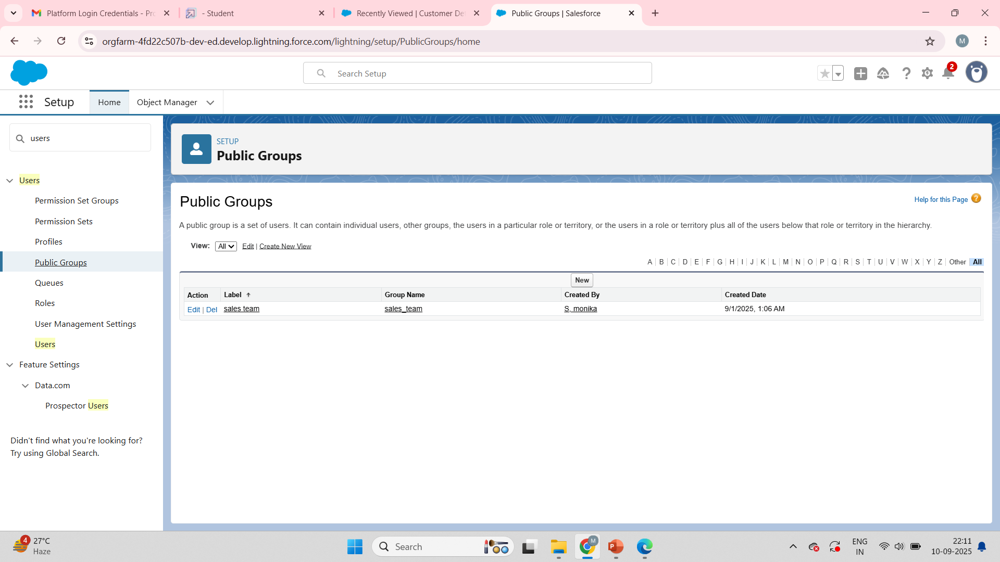 Platform Login Credentials - Pro
- Student
Recently Viewed | Customer De
Public Groups | Salesforce
orgfarm-4fd22c507b-dev-ed.develop.lightning.force.com/lightning/setup/PublicGroups/home
M
Search Setup
2
Setup
Home
Object Manager
users
Users
Permission Set Groups
Permission Sets
Profiles
Public Groups
Queues
Roles
User Management Settings
Users
Feature Settings
Data.com
Prospector Users
Didn't find what you're looking for?
Try using Global Search.
SETUP
Public Groups
Public Groups
Help for this Page ?
A public group is a set of users. It can contain individual users, other groups, the users in a particular role or territory, or the users in a role or territory plus all of the users below that role or territory in the hierarchy.
View: All Edit | Create New View
A | B | C | D | E | F | G | H | I | J | K | L | M | N | O | P | Q | R | S | T | U | V | W | X | Y | Z | Other | All
New
Action Label Group Name Created By Created Date
Edit | Del sales team sales_team S, monika 9/1/2025, 1:06 AM
4
27°C
Haze
Search
M
P
ENG
IN
22:11
10-09-2025